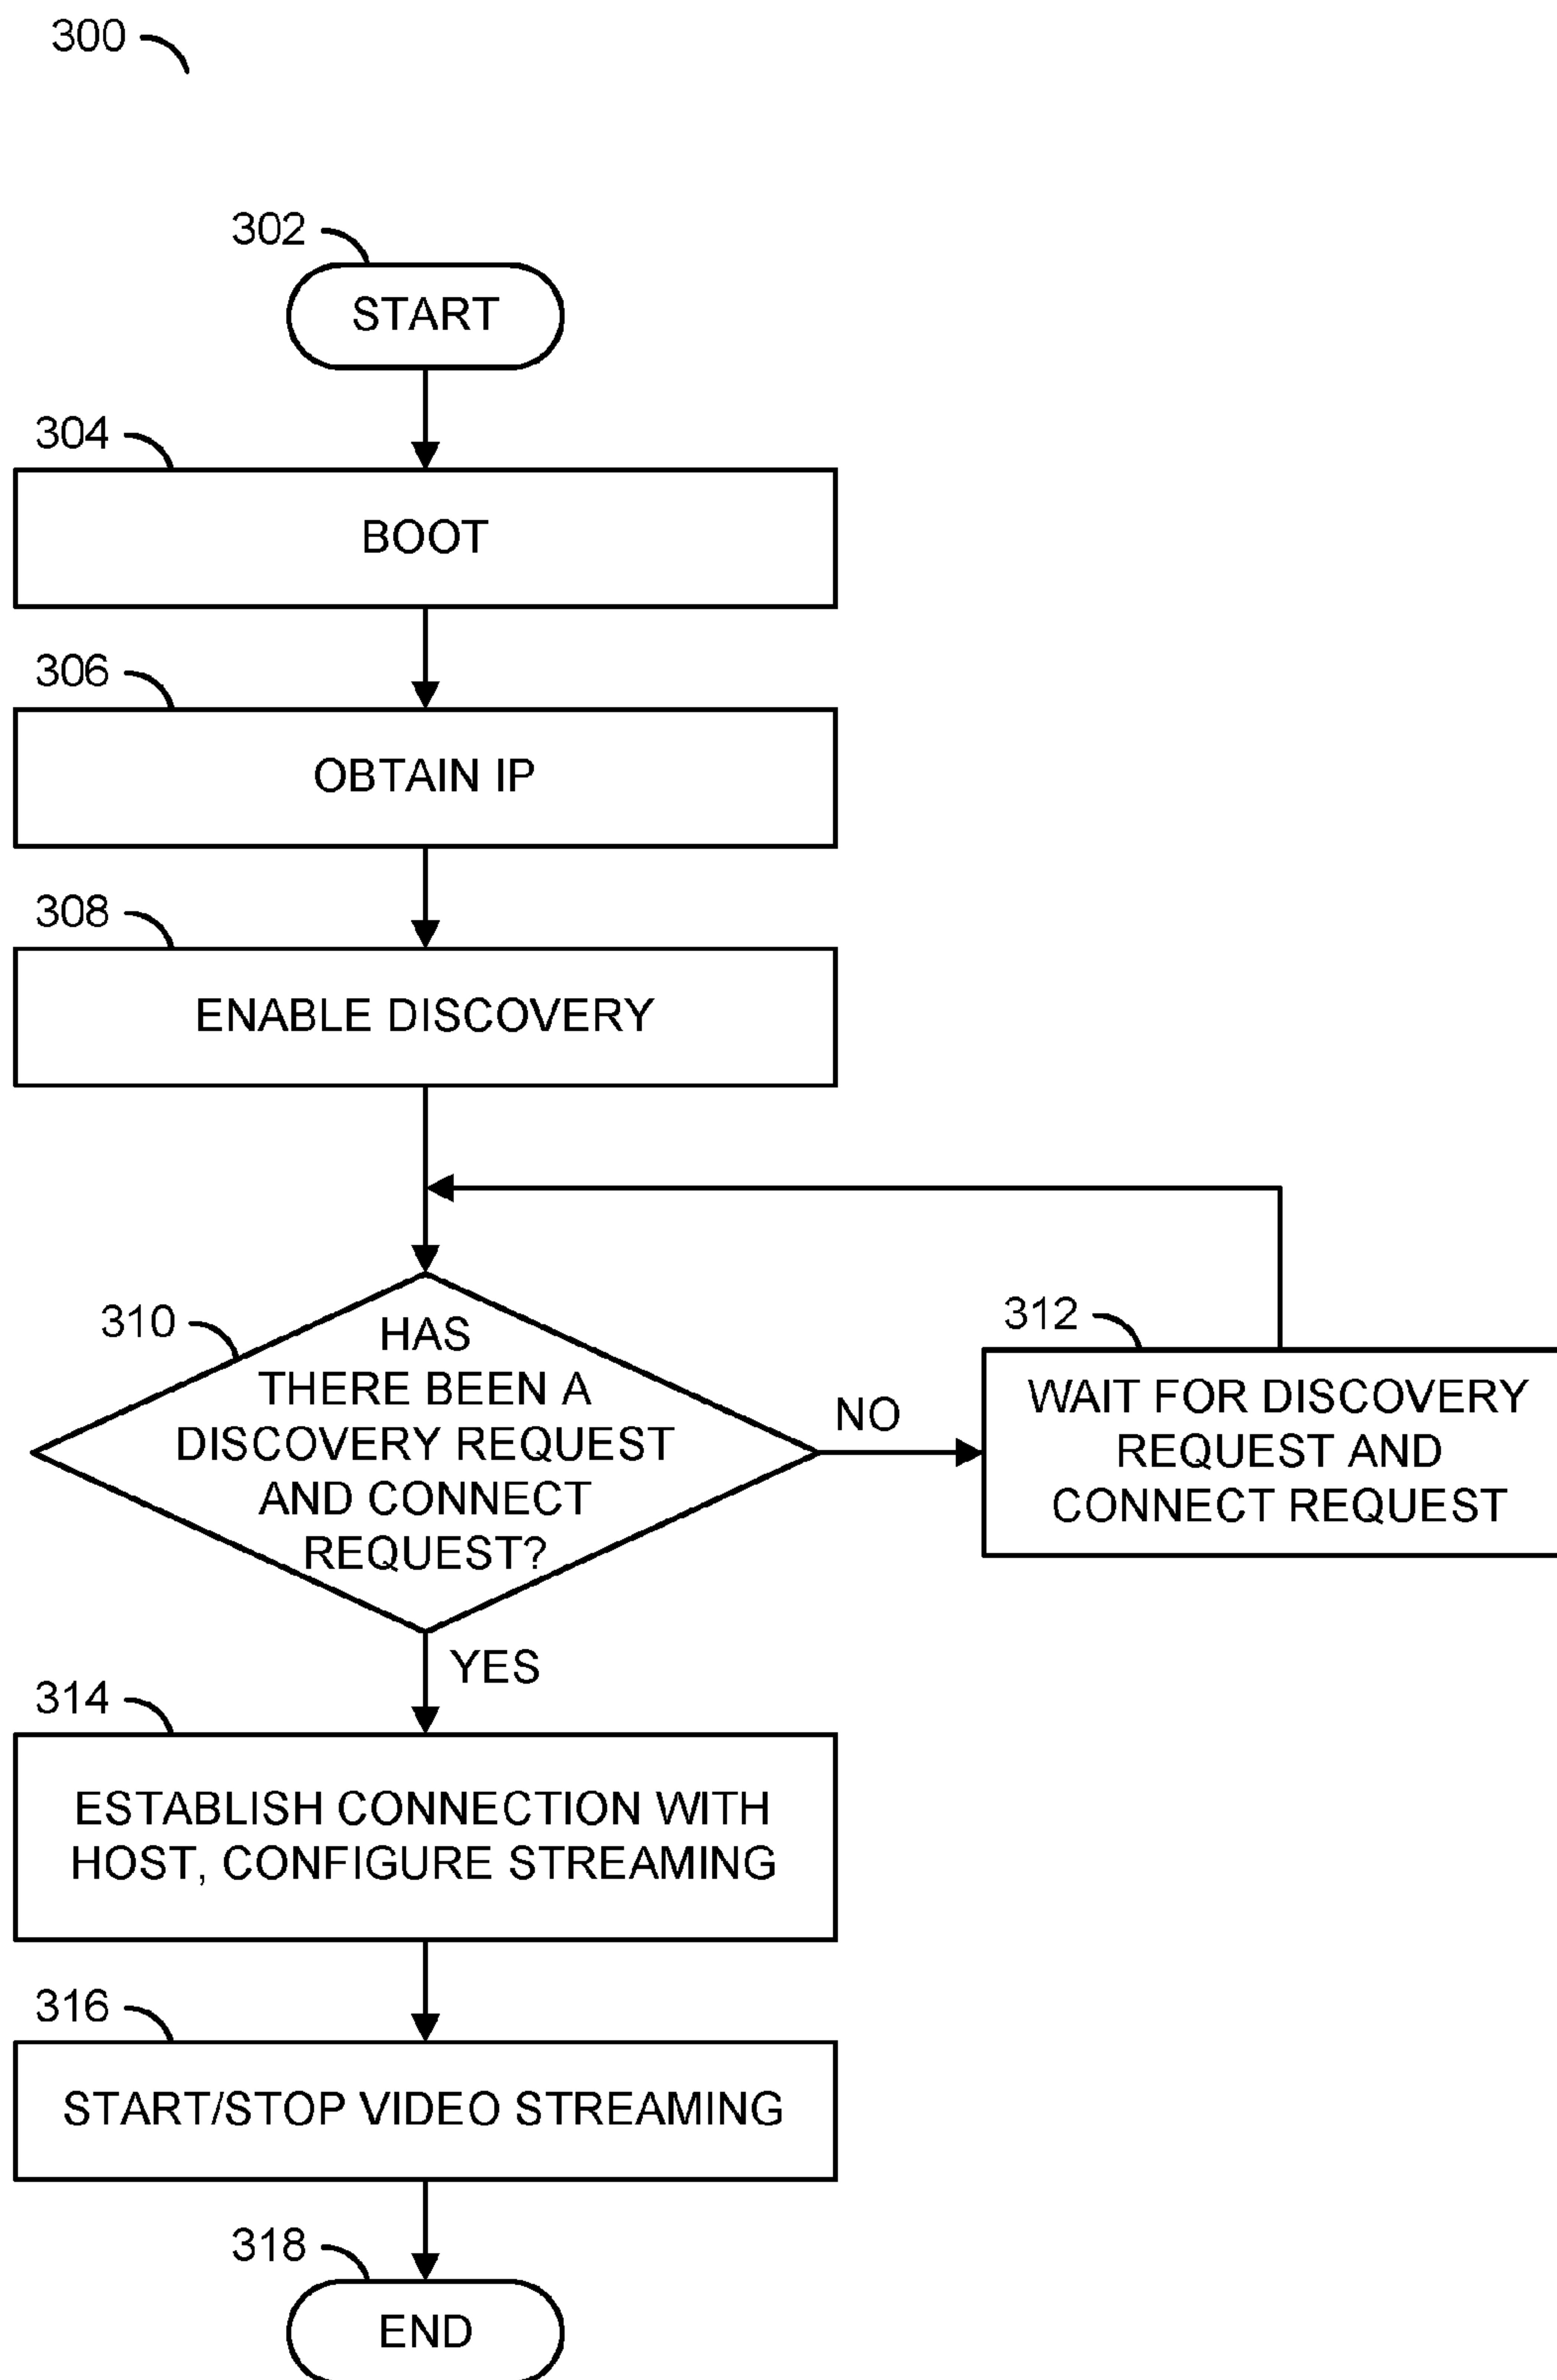 300
302
START
304
BOOT
306
OBTAIN IP
308
ENABLE DISCOVERY
310
HAS
THERE BEEN A
DISCOVERY REQUEST
AND CONNECT
REQUEST?
NO
312
WAIT FOR DISCOVERY
REQUEST AND
CONNECT REQUEST
YES
314
ESTABLISH CONNECTION WITH
HOST, CONFIGURE STREAMING
316
START/STOP VIDEO STREAMING
318
END